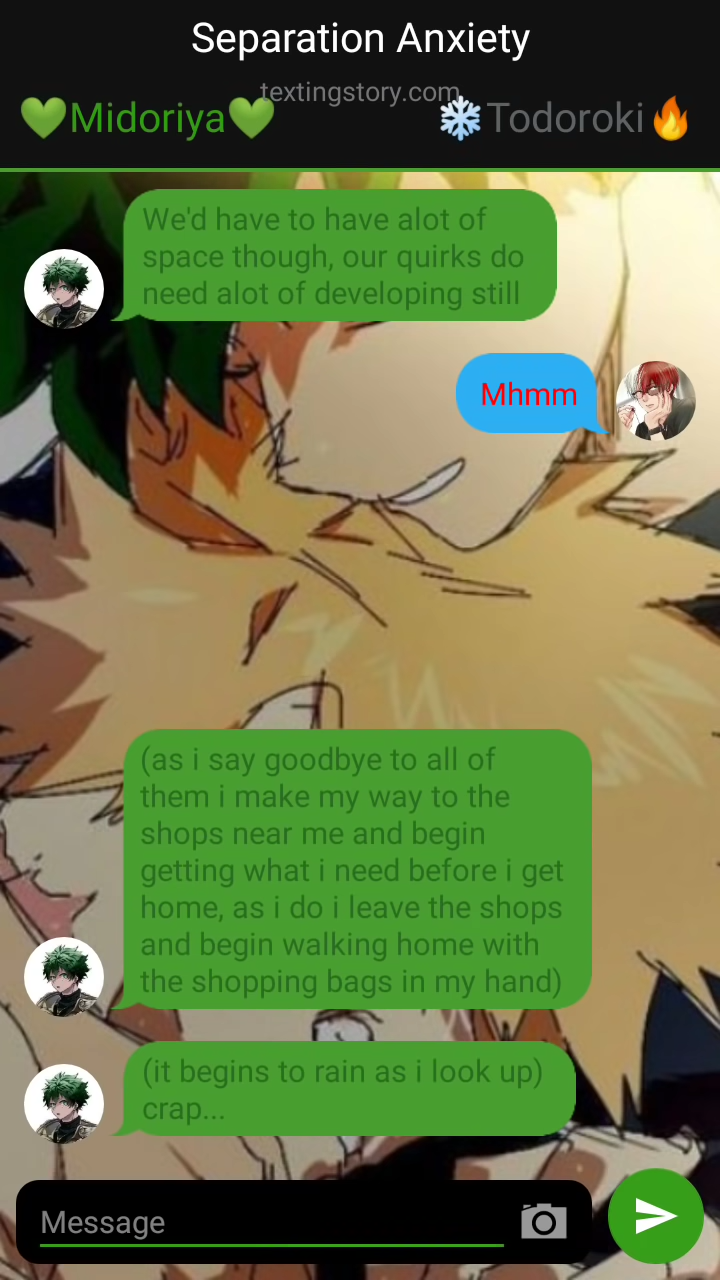 Separation Anxiety
textingstory.com
💚Midoriya💚
❄️Todoroki🔥
We'd have to have alot of
space though, our quirks do
need alot of developing still
Mhmm
(as i say goodbye to all of
them i make my way to the
shops near me and begin
getting what i need before i get
home, as i do i leave the shops
and begin walking home with
the shopping bags in my hand)
(it begins to rain as i look up)
crap...
Message